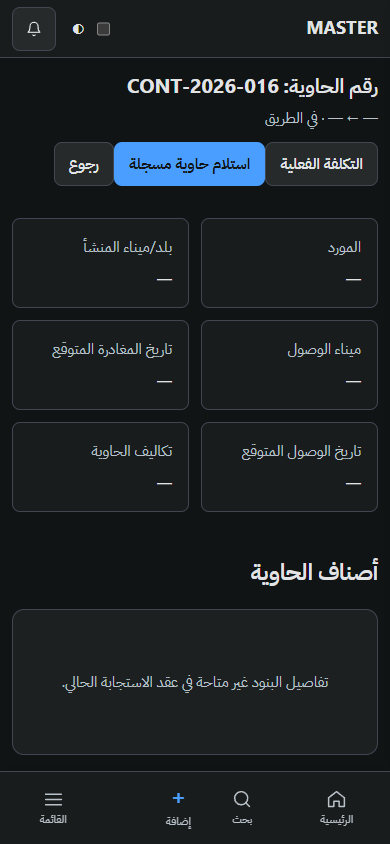 MASTER
رقم الحاوية: CONT-2026-016
— ← — · في الطريق
التكلفة الفعلية
استلام حاوية مسجلة
رجوع
المورد
—
بلد/ميناء المنشأ
—
ميناء الوصول
—
تاريخ المغادرة المتوقع
—
تاريخ الوصول المتوقع
—
تكاليف الحاوية
—
أصناف الحاوية
تفاصيل البنود غير متاحة في عقد الاستجابة الحالي.
الرئيسية
بحث
إضافة
القائمة